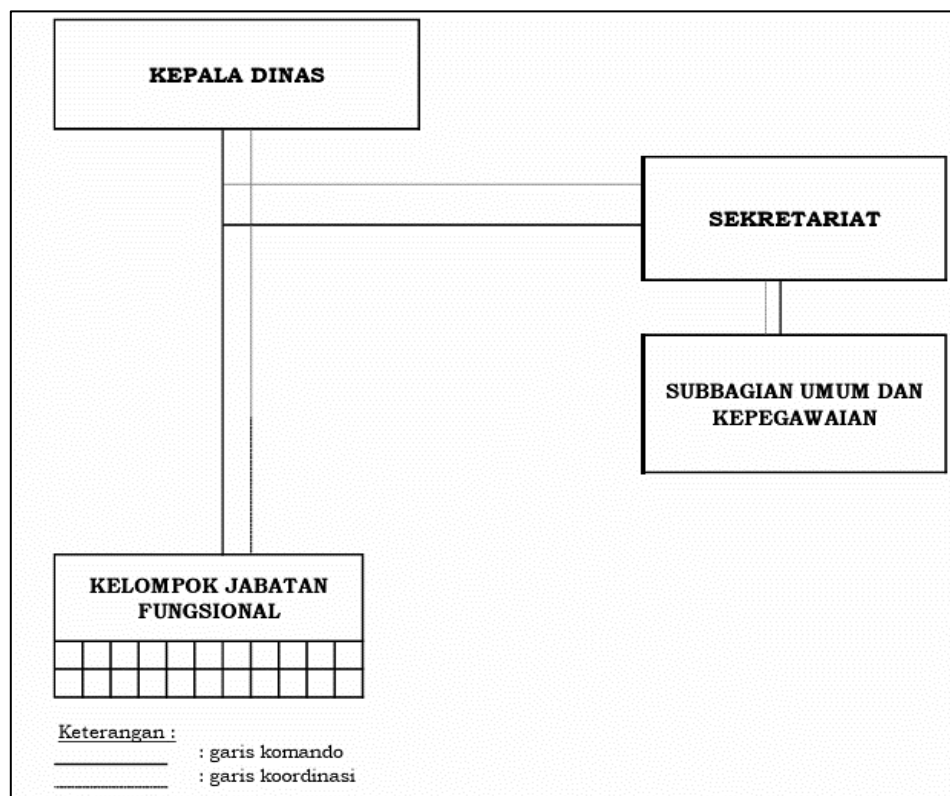 KEPALA DINAS
SEKRETARIAT
SUBBAGIAN UMUM DAN
KEPEGAWAIAN
KELOMPOK JABATAN
FUNGSIONAL
Keterangan :
: garis komando
: garis koordinasi